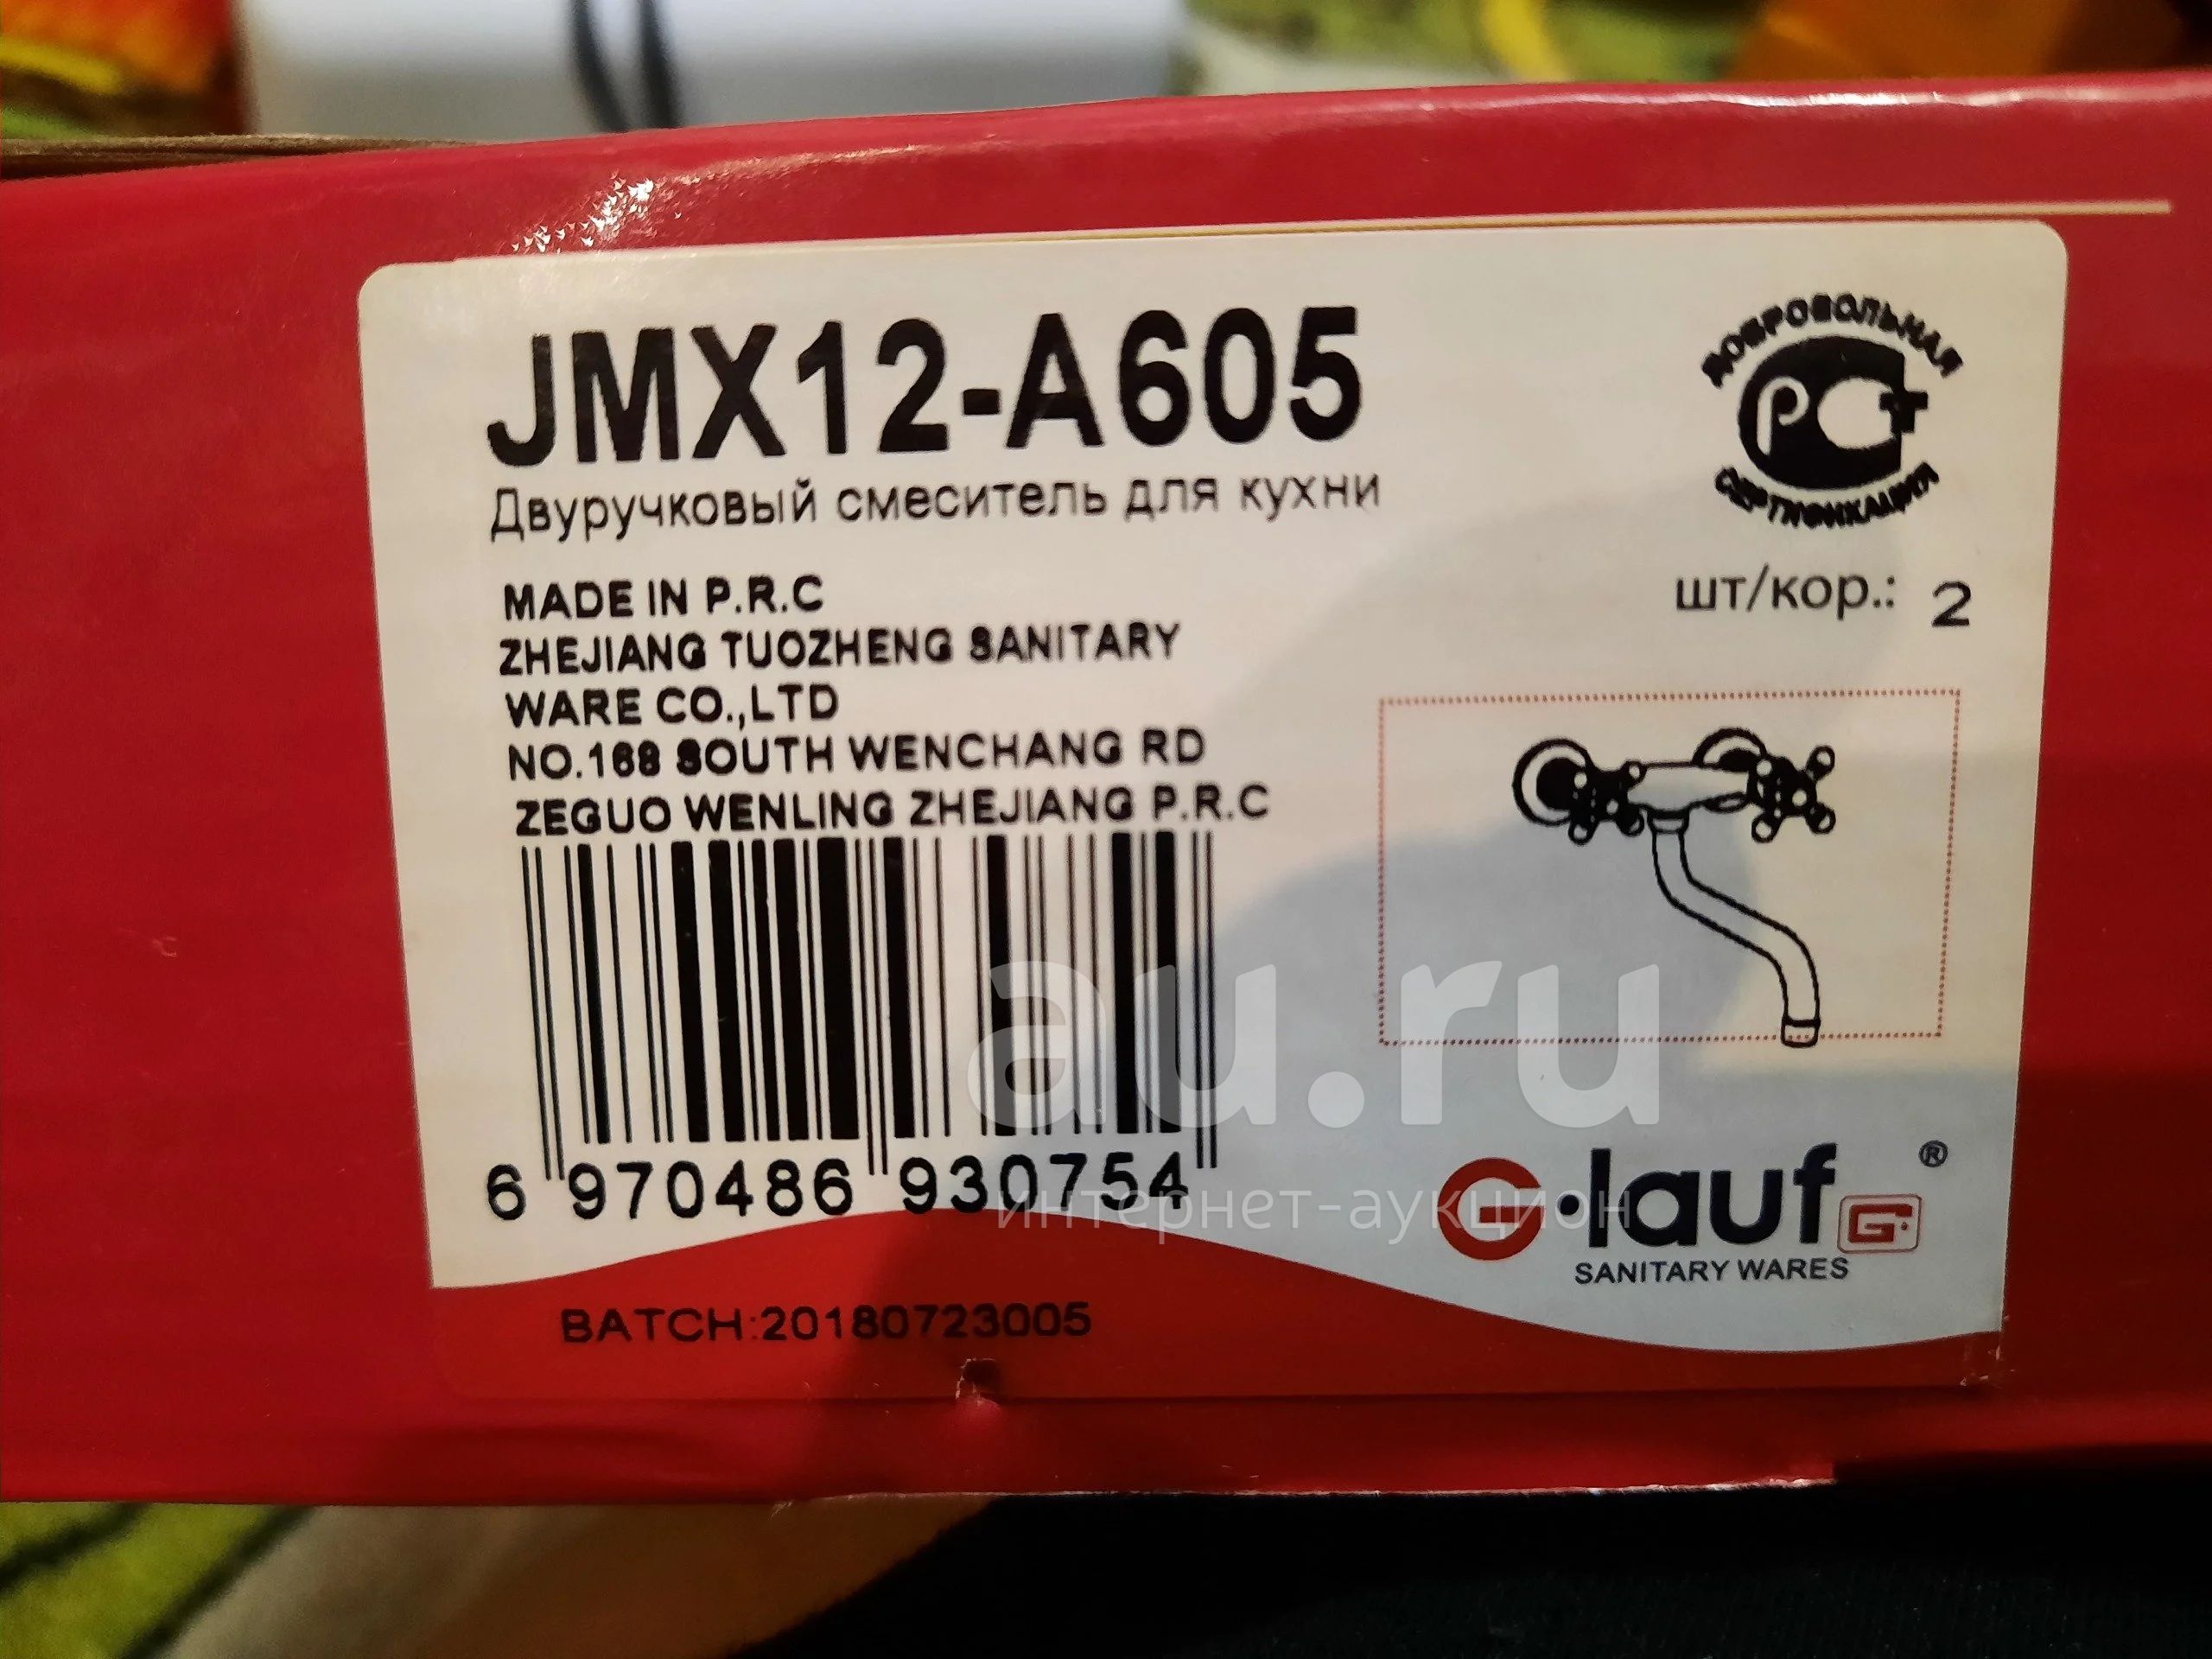 JMX12-A605
Двуручковый смеситель для кухни
ДОБРОВОЛЬНАЯ
РСТ
СЕРТИФИКАЦИЯ
шт/кор.: 2
MADE IN P.R.C
ZHEJIANG TUOZHENG SANITARY
WARE CO.,LTD
NO.168 SOUTH WENCHANG RD
ZEGUO WENLING ZHEJIANG P.R.C
6 970486 930754
au.ru
интернет-аукцион
G·lauf G· ®
SANITARY WARES
BATCH:20180723005